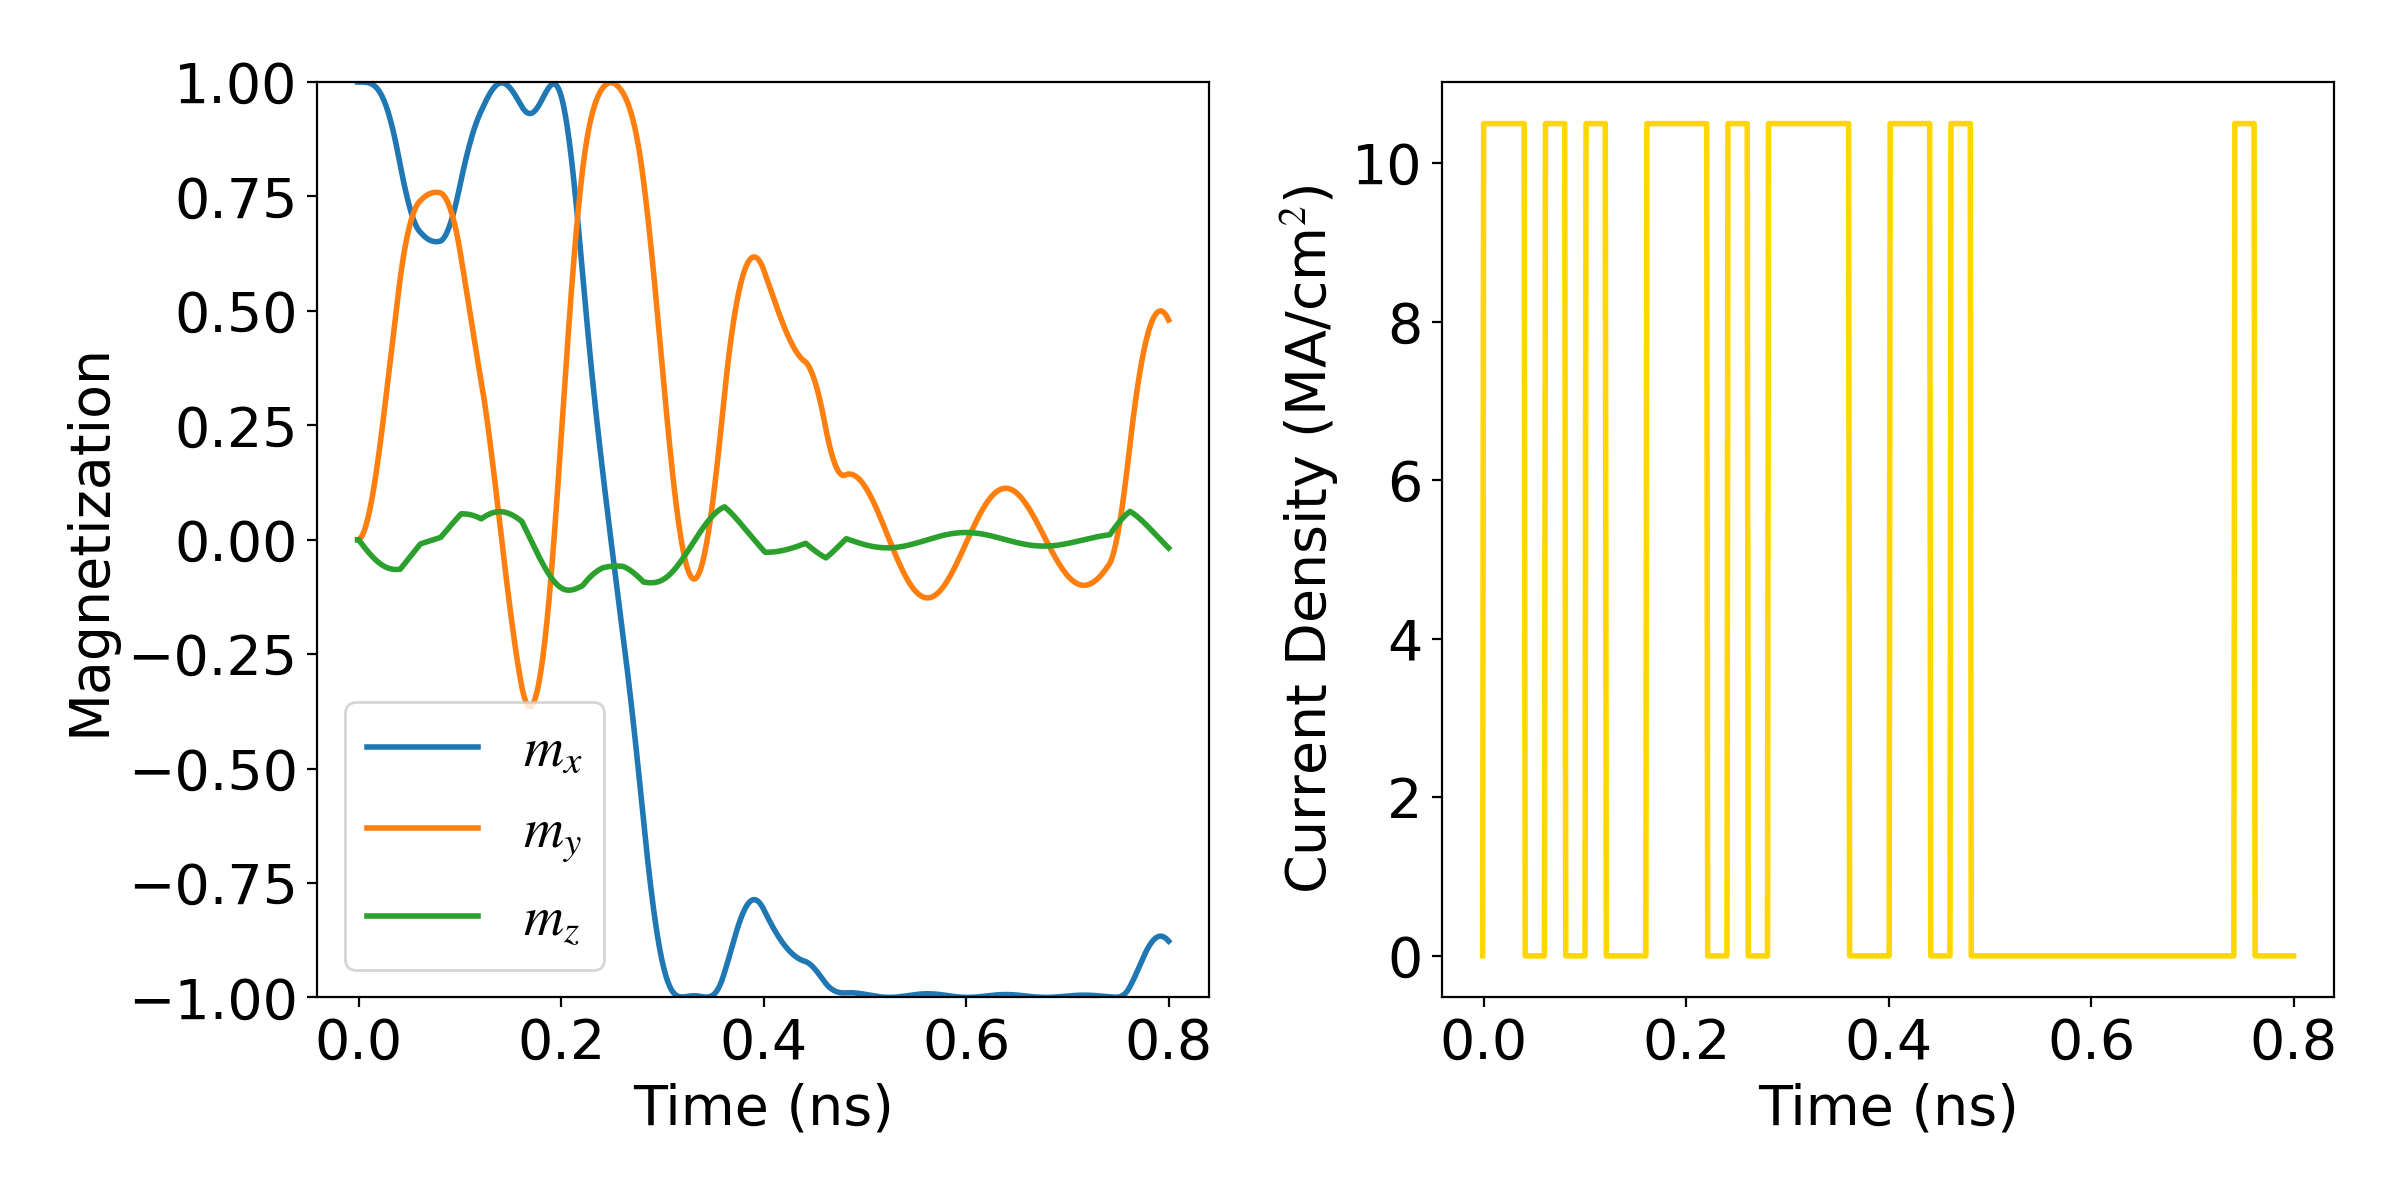 Magnetization
1.00
0.75
0.50
0.25
0.00
−0.25
−0.50
−0.75
−1.00
m_x
m_y
m_z
0.0 0.2 0.4 0.6 0.8
Time (ns)
Current Density (MA/cm²)
10
8
6
4
2
0
0.0 0.2 0.4 0.6 0.8
Time (ns)